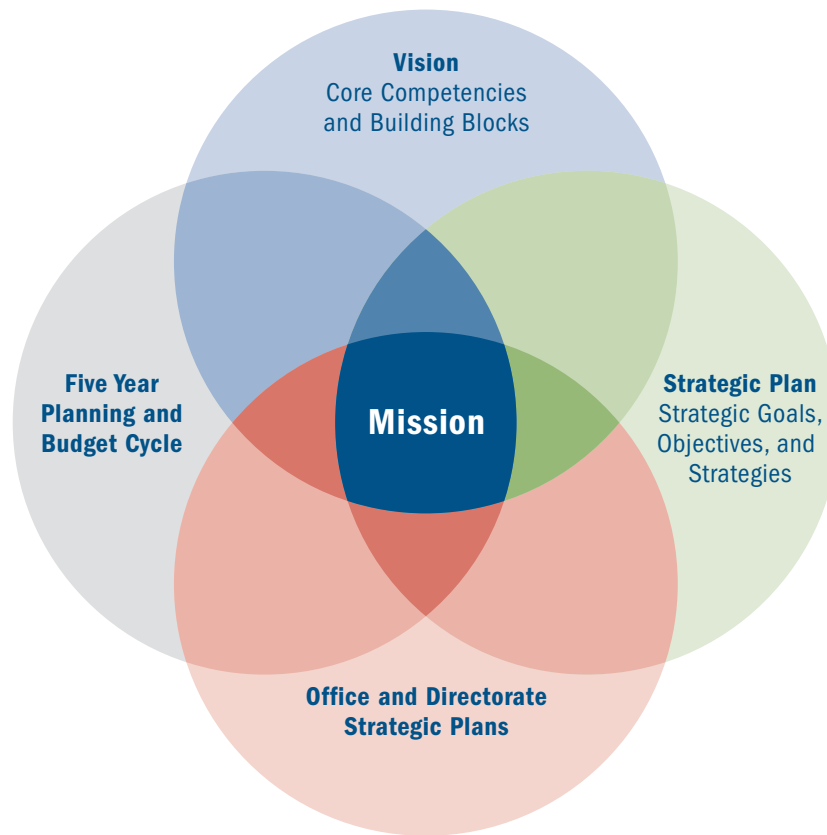 Vision
Core Competencies
and Building Blocks
Five Year
Planning and
Budget Cycle
Mission
Strategic Plan
Strategic Goals,
Objectives, and
Strategies
Office and Directorate
Strategic Plans